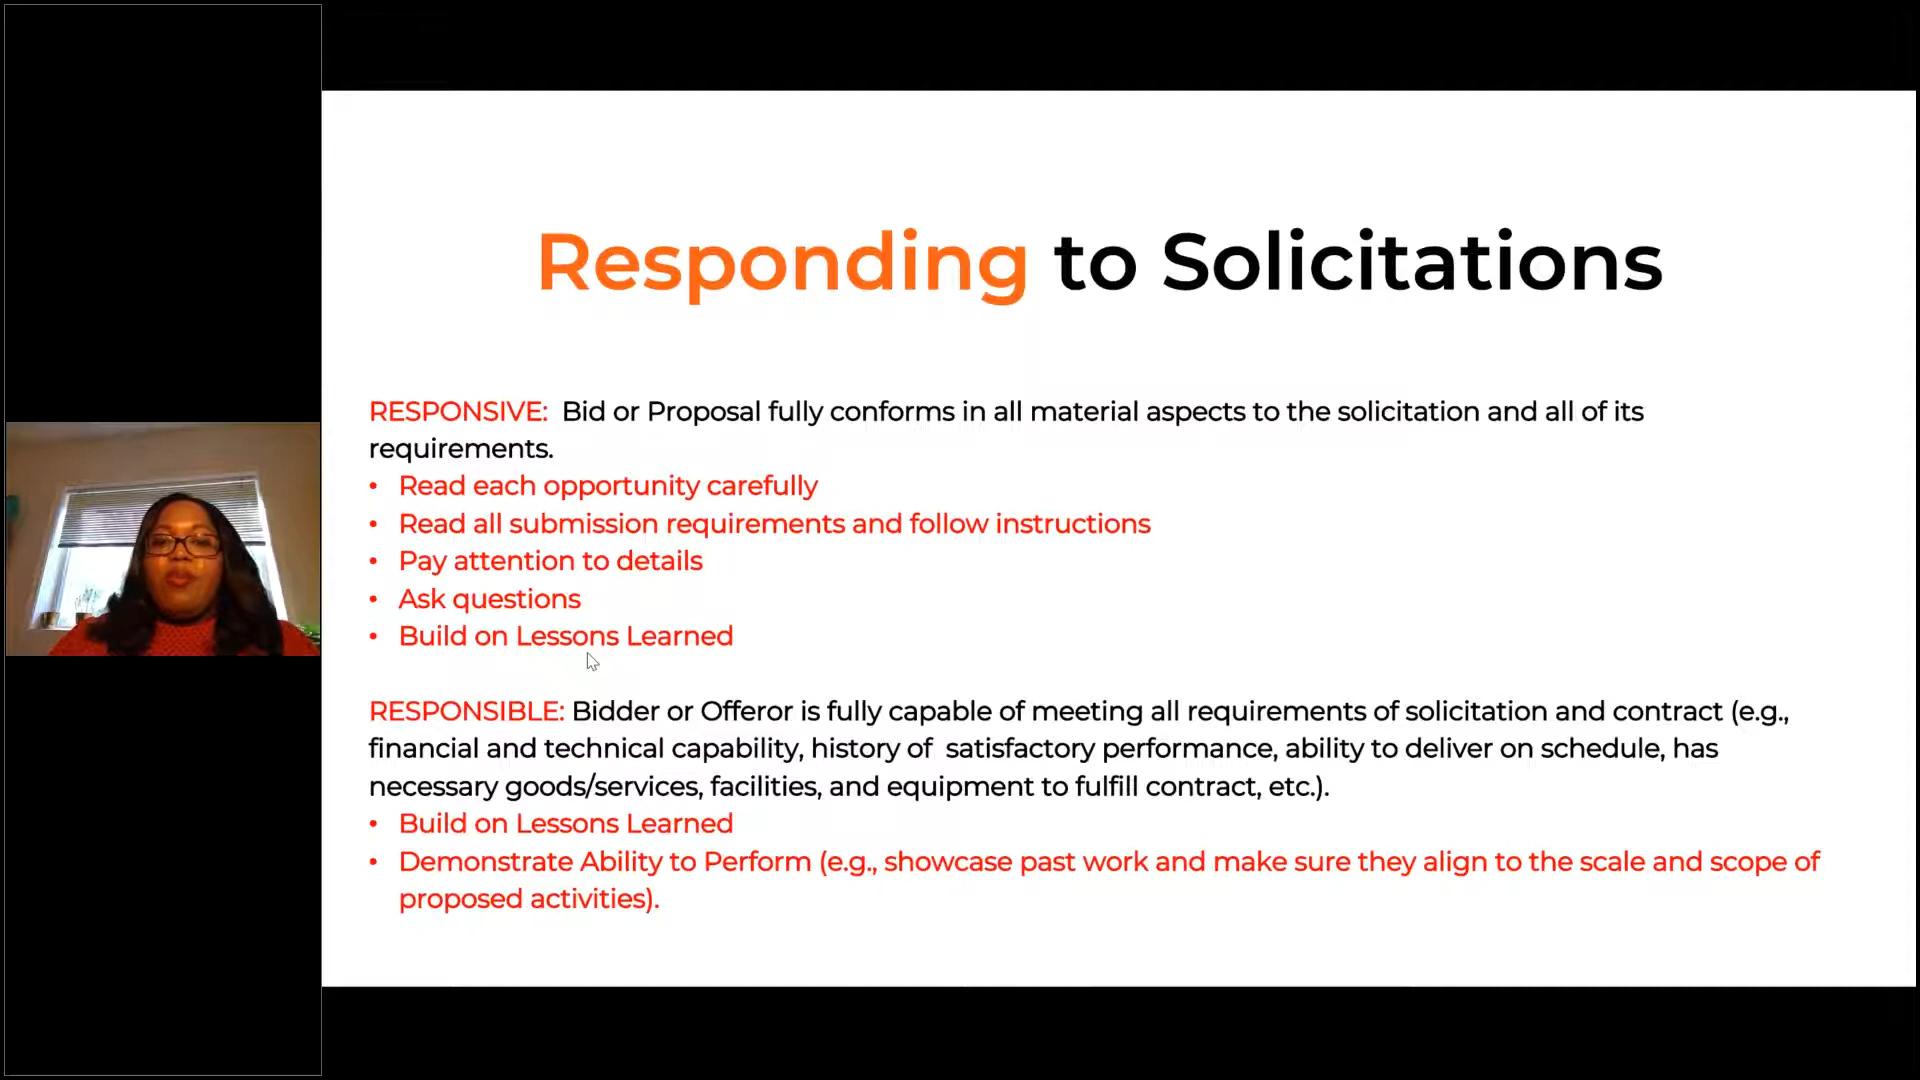 Responding to Solicitations
RESPONSIVE: Bid or Proposal fully conforms in all material aspects to the solicitation and all of its
requirements.
• Read each opportunity carefully
• Read all submission requirements and follow instructions
• Pay attention to details
• Ask questions
• Build on Lessons Learned
RESPONSIBLE: Bidder or Offeror is fully capable of meeting all requirements of solicitation and contract (e.g.,
financial and technical capability, history of satisfactory performance, ability to deliver on schedule, has
necessary goods/services, facilities, and equipment to fulfill contract, etc.).
• Build on Lessons Learned
• Demonstrate Ability to Perform (e.g., showcase past work and make sure they align to the scale and scope of
proposed activities).